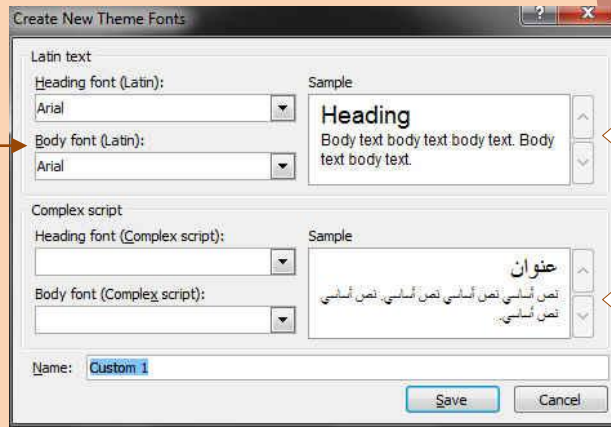 Create New Theme Fonts
Latin text
Heading font (Latin):
Arial
Body font (Latin):
Arial
Sample
Heading
Body text body text body text. Body
text body text.
Complex script
Heading font (Complex script):
Body font (Complex script):
Sample
عنوان
نص أساسي نص أساسي نص أساسي. نص أساسي
نص أساسي.
Name: Custom 1
Save
Cancel